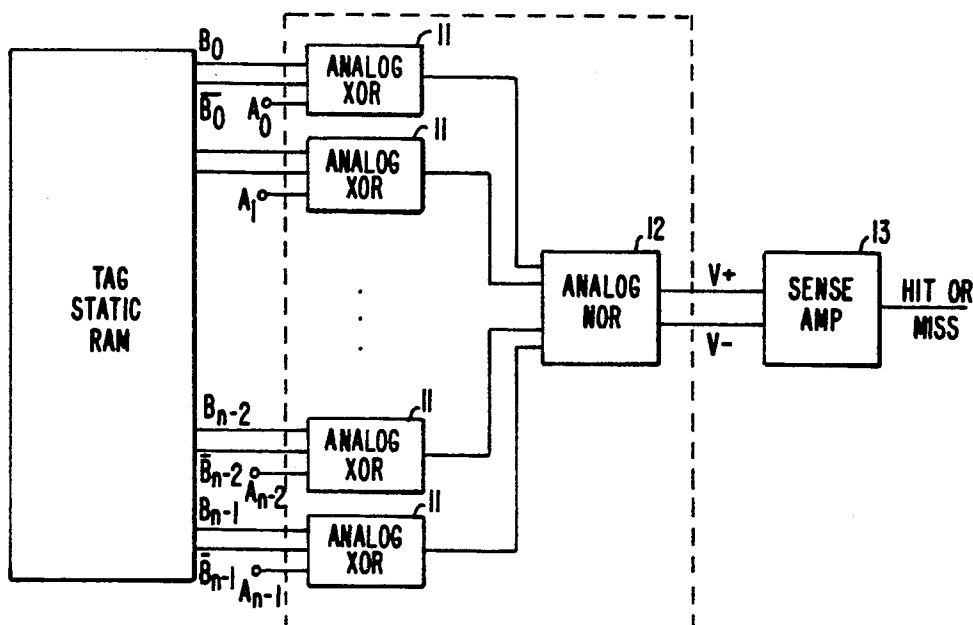 B0
B̅0
A0
11
ANALOG
XOR
11
ANALOG
XOR
A1
TAG
STATIC
RAM
12
ANALOG
NOR
V+
V-
13
SENSE
AMP
HIT OR
MISS
Bn-2
B̅n-2
An-2
11
ANALOG
XOR
Bn-1
B̅n-1
An-1
11
ANALOG
XOR